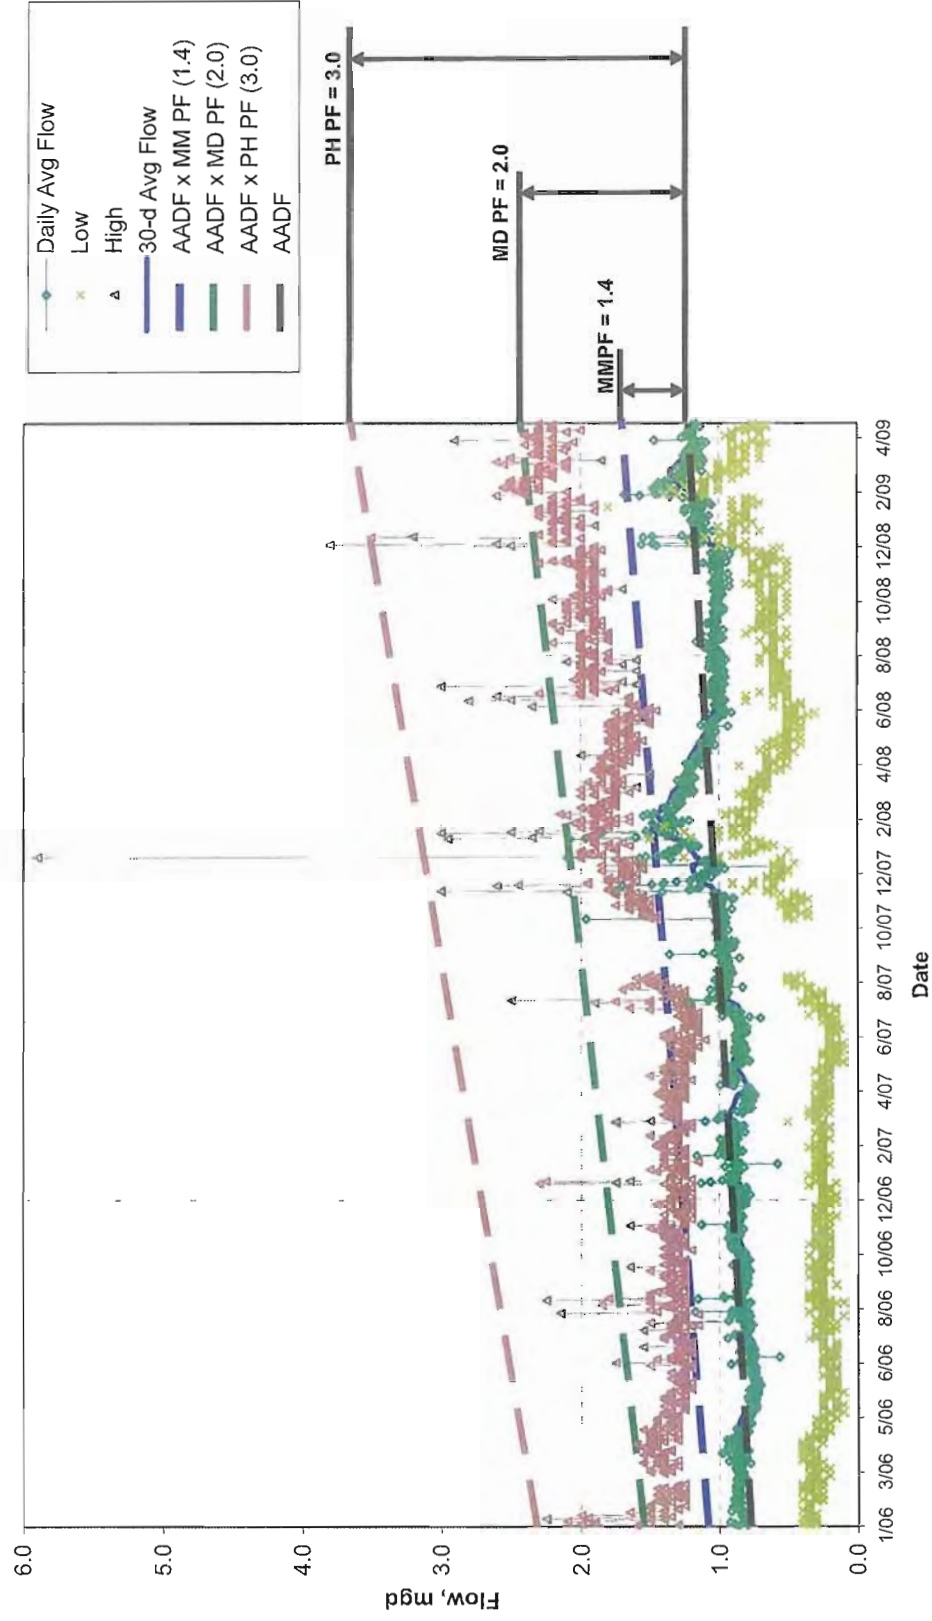 Daily Avg Flow
Low
High
30-d Avg Flow
AADF x MM PF (1.4)
AADF x MD PF (2.0)
AADF x PH PF (3.0)
AADF
PH PF = 3.0
MD PF = 2.0
MMPF = 1.4
Flow, mgd
6.0
5.0
4.0
3.0
2.0
1.0
0.0
1/06
3/06
5/06
6/06
8/06
10/06
12/06
2/07
4/07
6/07
8/07
10/07
12/07
2/08
4/08
6/08
8/08
10/08
12/08
2/09
4/09
Date